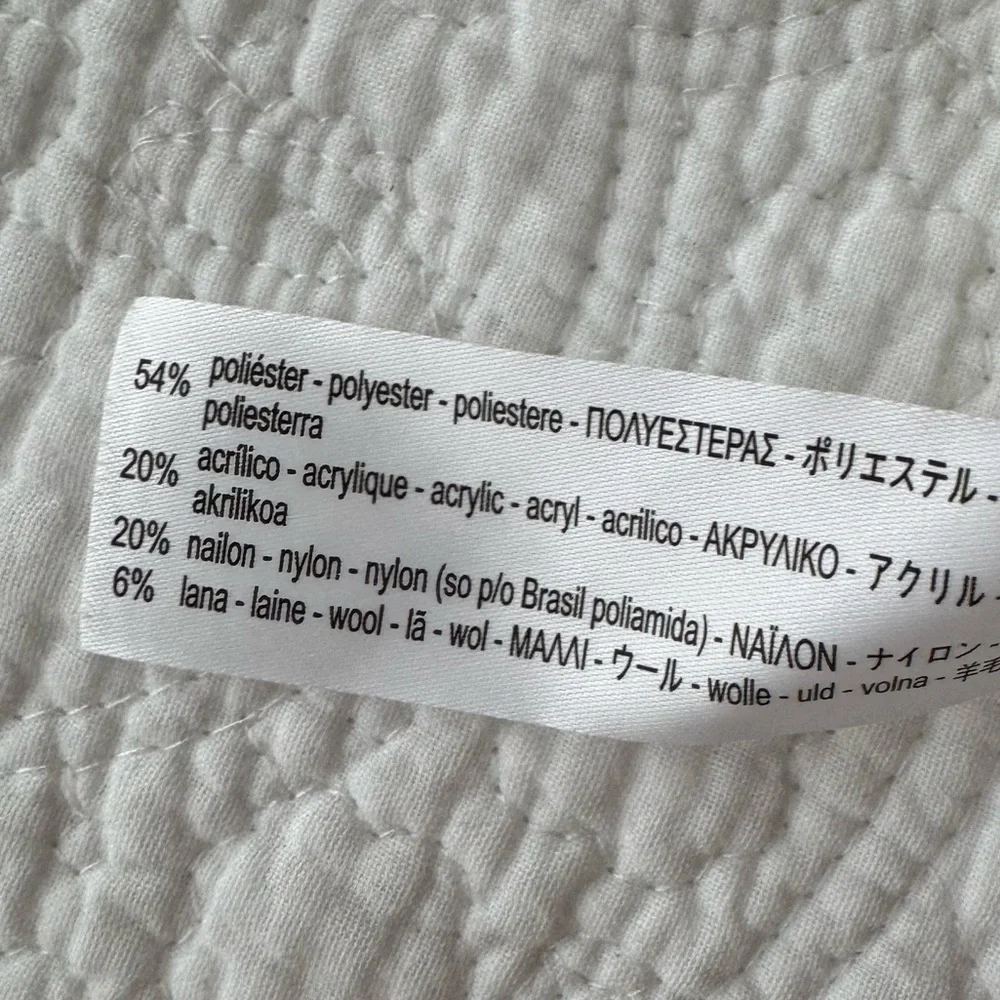 54% poliéster - polyester - poliestere - ΠΟΛΥΕΣΤΕΡΑΣ - ポリエステル -
poliesterra
20% acrílico - acrylique - acrylic - acryl - acrilico - ΑΚΡΥΛΙΚΟ - アクリル -
akrilikoa
20% nailon - nylon - nylon (so p/o Brasil poliamida) - ΝΑΪΛΟΝ - ナイロン -
6% lana - laine - wool - lã - wol - ΜΑΛΛΙ - ウール - wolle - uld - volna - 羊毛